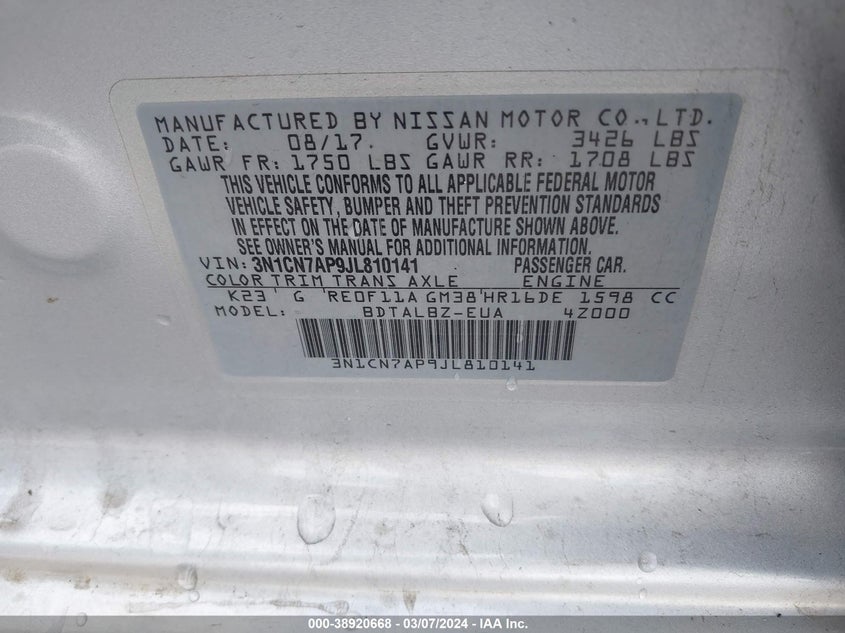 MANUFACTURED BY NISSAN MOTOR CO., LTD.
DATE: 08/17. GVWR: 3426 LBS
GAWR FR: 1750 LBS GAWR RR: 1708 LBS
THIS VEHICLE CONFORMS TO ALL APPLICABLE FEDERAL MOTOR
VEHICLE SAFETY, BUMPER AND THEFT PREVENTION STANDARDS
IN EFFECT ON THE DATE OF MANUFACTURE SHOWN ABOVE.
SEE OWNER'S MANUAL FOR ADDITIONAL INFORMATION.
VIN: 3N1CN7AP9JL810141 PASSENGER CAR.
COLOR TRIM TRANS AXLE ENGINE
K23' G 'RE0F11A GM38'HR16DE 1598 CC
MODEL: BDTALBZ-EUA 4Z000
3N1CN7AP9JL810141
000-38920668 - 03/07/2024 - IAA Inc.